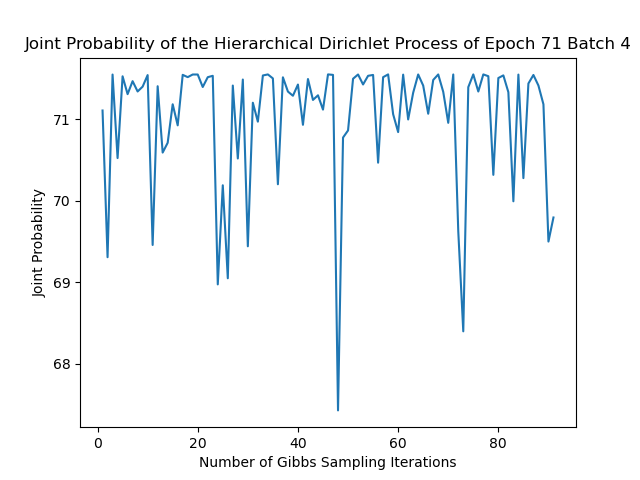 Joint Probability of the Hierarchical Dirichlet Process of Epoch 71 Batch 4
71
70
69
68
Joint Probability
0 20 40 60 80
Number of Gibbs Sampling Iterations